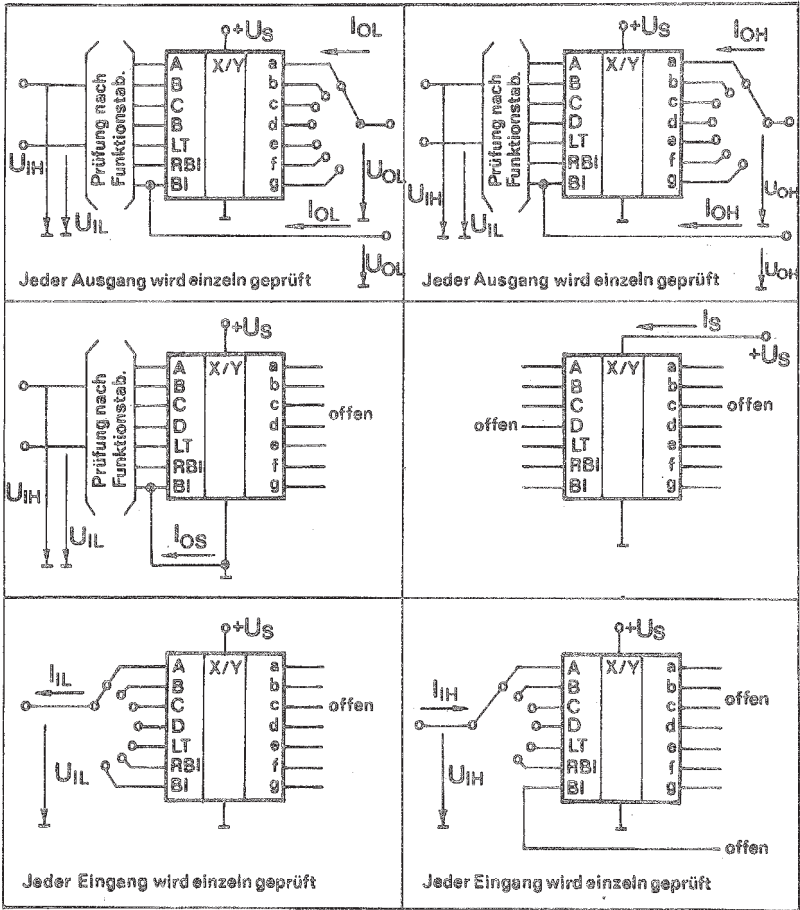 +US
IOL
Prüfung nach
Funktionstab.
A
B
C
B
LT
RBI
BI
X/Y
a
b
c
d
e
f
g
UIH
UIL
UOL
IOL
UOL
Jeder Ausgang wird einzeln geprüft
+US
IOH
Prüfung nach
Funktionstab.
A
B
C
D
LT
RBI
BI
X/Y
a
b
c
d
e
f
g
UIH
UIL
UOH
IOH
UOH
Jeder Ausgang wird einzeln geprüft
+US
Prüfung nach
Funktionstab.
A
B
C
D
LT
RBI
BI
X/Y
a
b
c
d
e
f
g
offen
UIH
UIL
IOS
IS
+US
A
B
C
D
LT
RBI
BI
X/Y
a
b
c
d
e
f
g
offen
offen
+US
IIL
A
B
C
D
LT
RBI
BI
X/Y
a
b
c
d
e
f
g
offen
UIL
Jeder Eingang wird einzeln geprüft
+US
IIH
A
B
C
D
LT
RBI
BI
X/Y
a
b
c
d
e
f
g
offen
UIH
offen
Jeder Eingang wird einzeln geprüft